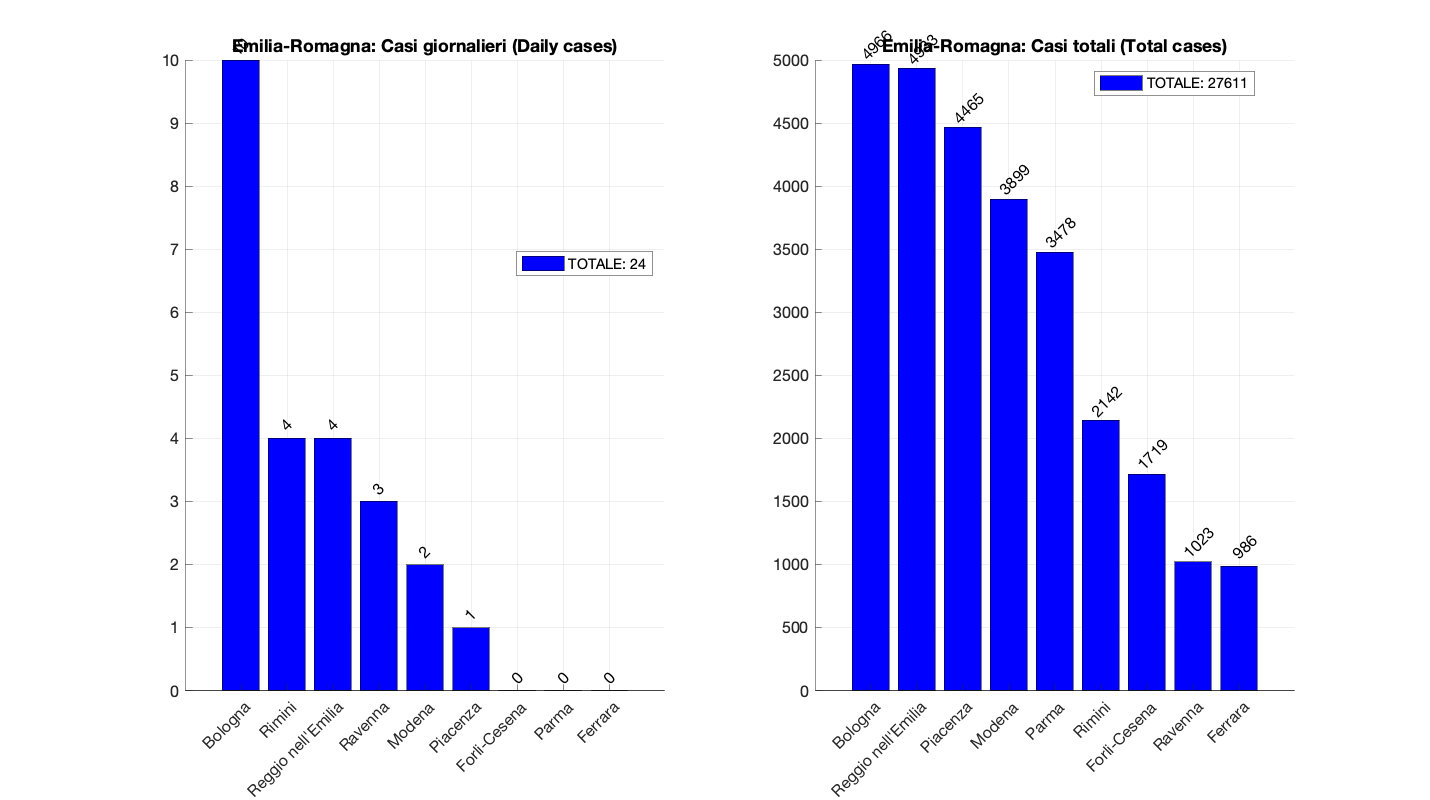 Emilia-Romagna: Casi giornalieri (Daily cases)
10
9
8
7
6
5
4
3
2
1
0
10
4
4
3
2
1
0
0
0
TOTALE: 24
Bologna
Rimini
Reggio nell'Emilia
Ravenna
Modena
Piacenza
Forlì-Cesena
Parma
Ferrara
Emilia-Romagna: Casi totali (Total cases)
5000
4500
4000
3500
3000
2500
2000
1500
1000
500
0
4966
4933
4465
3899
3478
2142
1719
1023
986
TOTALE: 27611
Bologna
Reggio nell'Emilia
Piacenza
Modena
Parma
Rimini
Forlì-Cesena
Ravenna
Ferrara